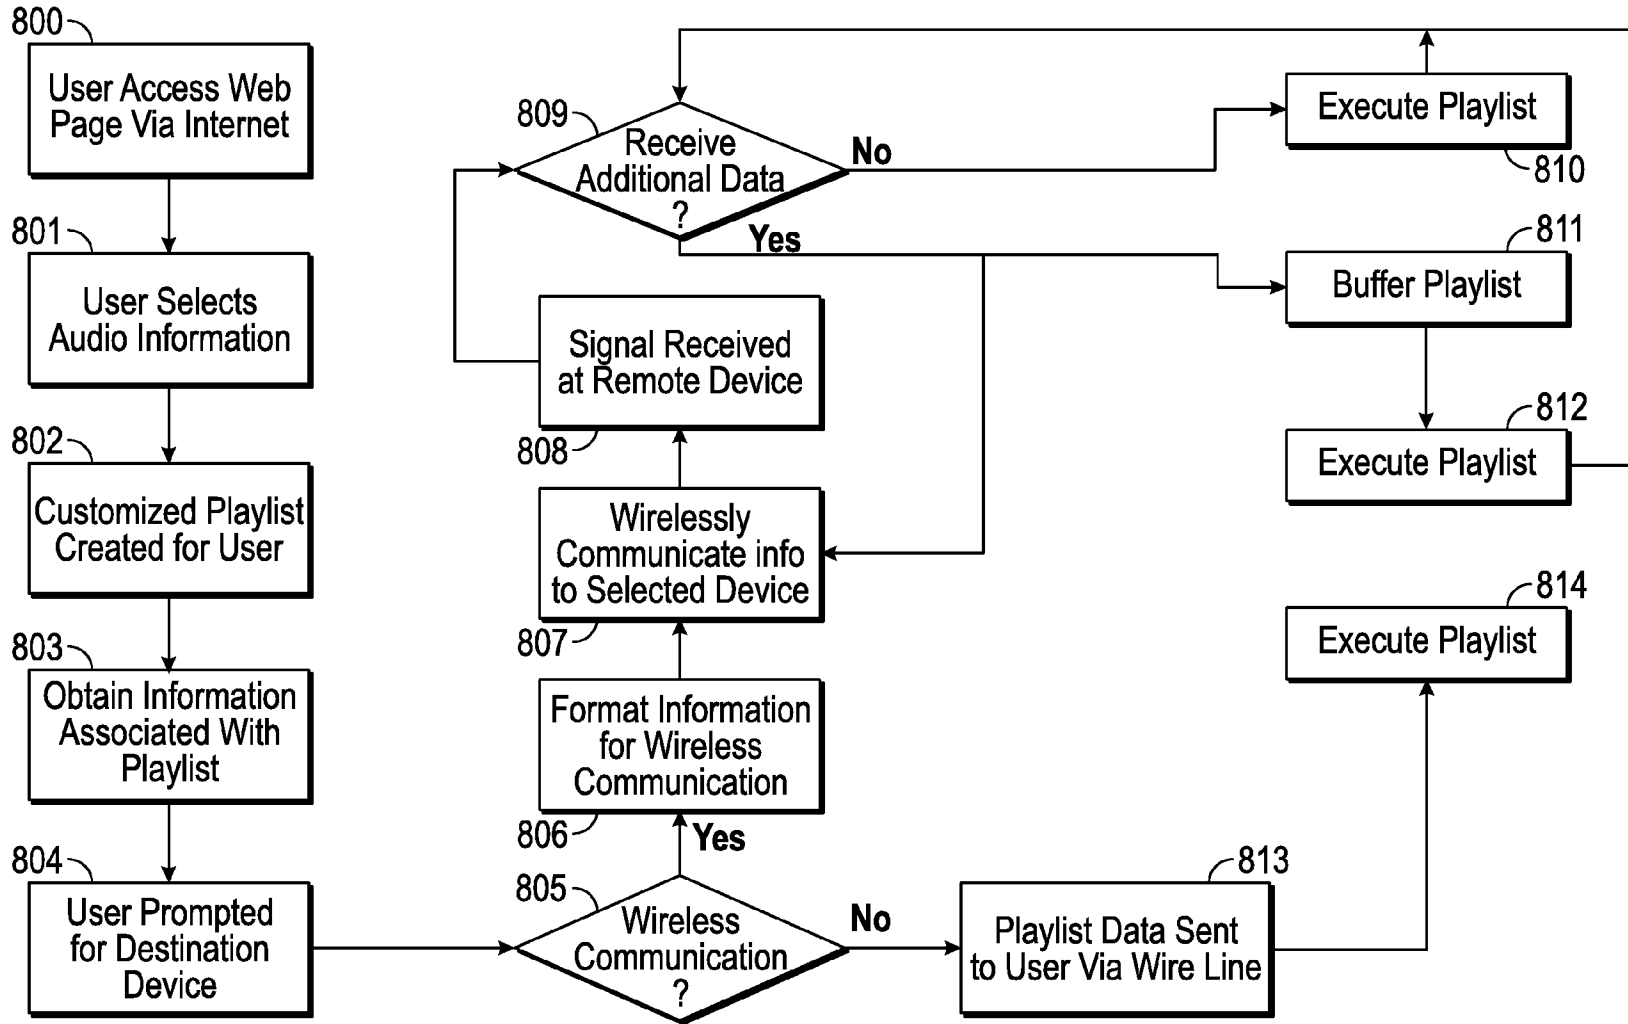 800
User Access Web
Page Via Internet
801
User Selects
Audio Information
802
Customized Playlist
Created for User
803
Obtain Information
Associated With
Playlist
804
User Prompted
for Destination
Device
805
Wireless
Communication
?
Yes
No
806
Format Information
for Wireless
Communication
807
Wirelessly
Communicate info
to Selected Device
808
Signal Received
at Remote Device
809
Receive
Additional Data
?
No
Yes
Execute Playlist
810
811
Buffer Playlist
812
Execute Playlist
813
Playlist Data Sent
to User Via Wire Line
814
Execute Playlist